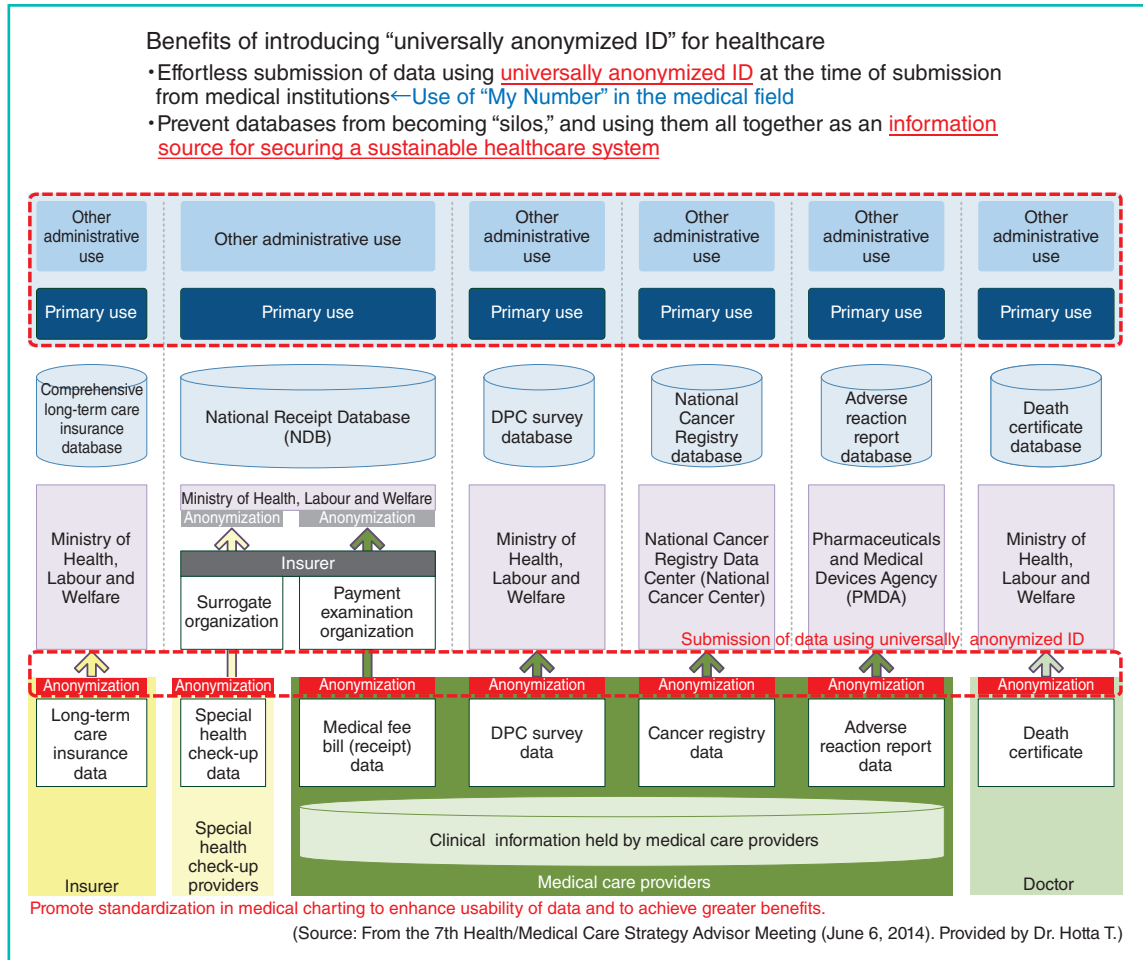 Benefits of introducing “universally anonymized ID” for healthcare
・Effortless submission of data using universally anonymized ID at the time of submission
from medical institutions←Use of “My Number” in the medical field
・Prevent databases from becoming “silos,” and using them all together as an information
source for securing a sustainable healthcare system
Other
administrative
use
Other administrative use
Other
administrative
use
Other
administrative
use
Other
administrative
use
Other
administrative
use
Primary use
Primary use
Primary use
Primary use
Primary use
Primary use
Comprehensive
long-term care
insurance
database
National Receipt Database
(NDB)
DPC survey
database
National
Cancer
Registry
database
Adverse
reaction
report
database
Death
certificate
database
Ministry of
Health,
Labour and
Welfare
Ministry of Health, Labour and Welfare
Anonymization
Anonymization
Insurer
Surrogate
organization
Payment
examination
organization
Ministry of
Health,
Labour and
Welfare
National Cancer
Registry Data
Center (National
Cancer Center)
Pharmaceuticals
and Medical
Devices Agency
(PMDA)
Ministry of
Health,
Labour and
Welfare
Submission of data using universally anonymized ID
Anonymization
Anonymization
Anonymization
Anonymization
Anonymization
Anonymization
Anonymization
Long-term
care
insurance
data
Special
health
check-up
data
Medical fee
bill (receipt)
data
DPC survey
data
Cancer registry
data
Adverse
reaction report
data
Death
certificate
Clinical information held by medical care providers
Insurer
Special
health
check-up
providers
Medical care providers
Doctor
Promote standardization in medical charting to enhance usability of data and to achieve greater benefits.
(Source: From the 7th Health/Medical Care Strategy Advisor Meeting (June 6, 2014). Provided by Dr. Hotta T.)